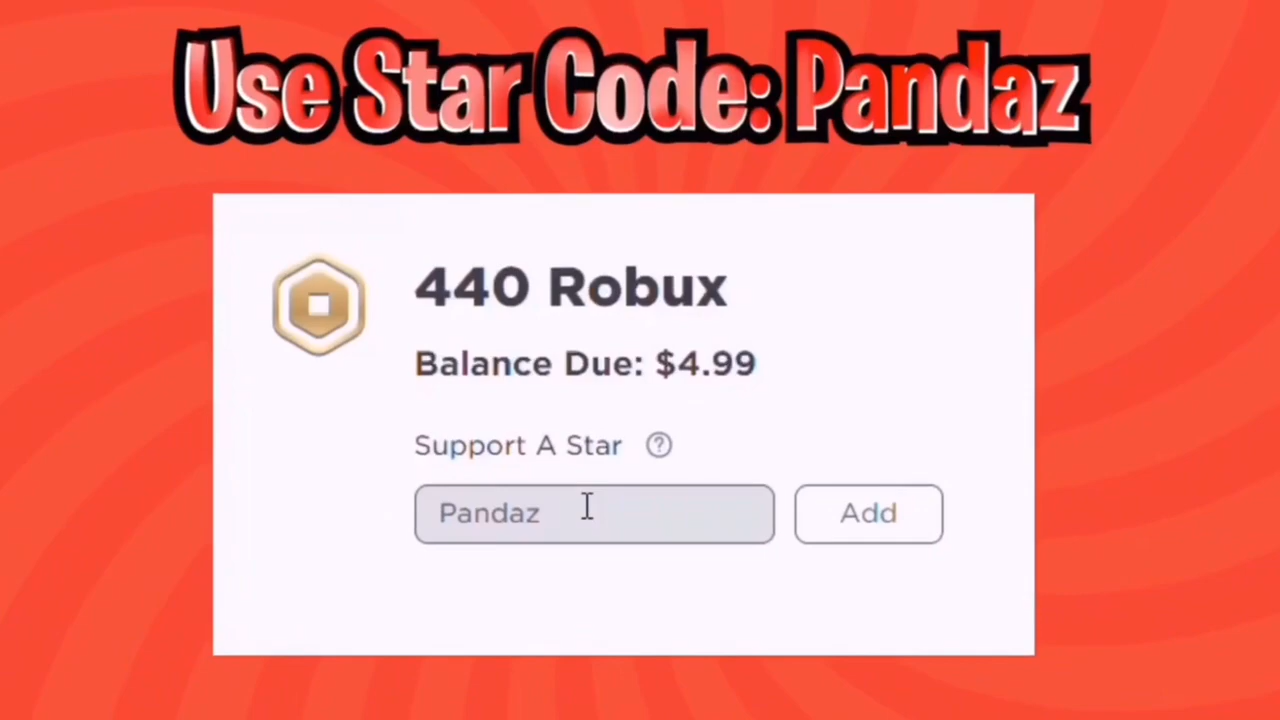 Use Star Code: Pandaz
440 Robux
Balance Due: $4.99
Support A Star ?
Pandaz
Add